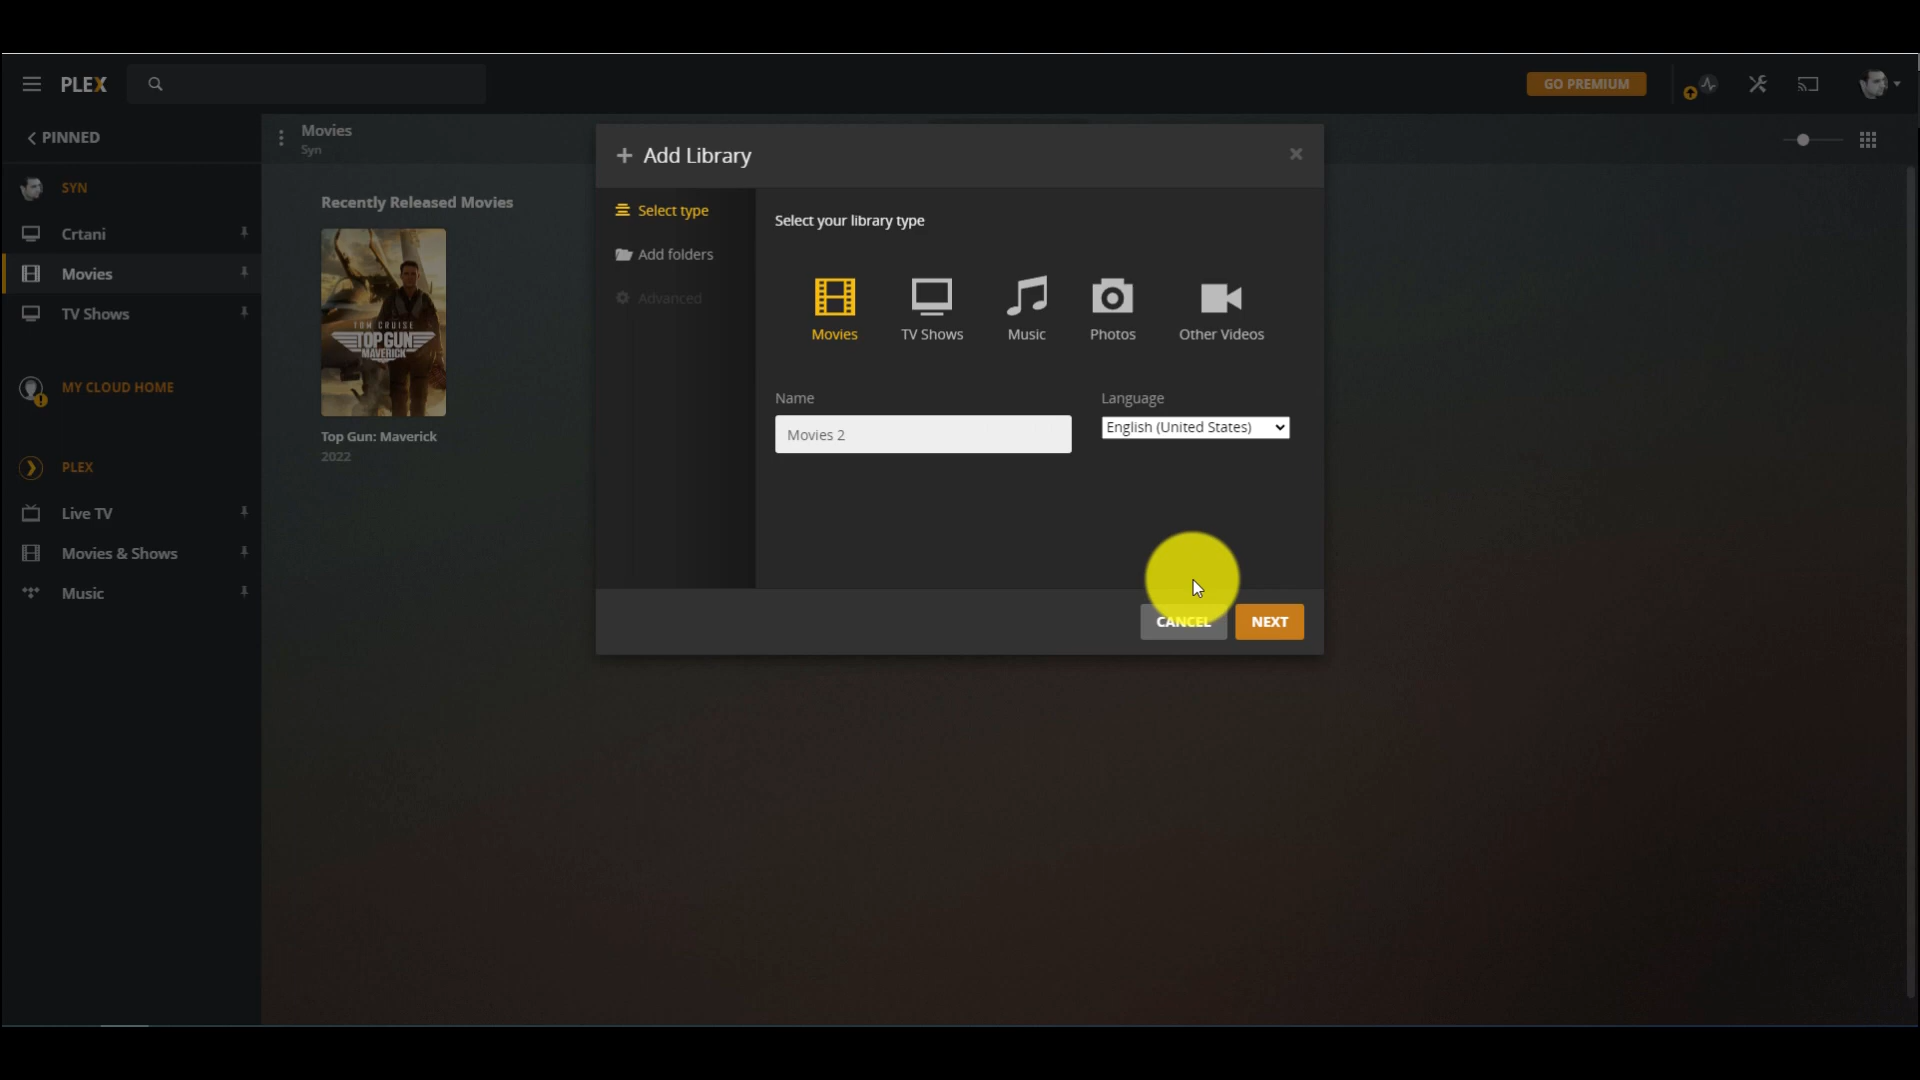 PLEX
GO PREMIUM
PINNED
SYN
Crtani
Movies
TV Shows
MY CLOUD HOME
PLEX
Live TV
Movies & Shows
Music
Movies
Syn
Recently Released Movies
TOM CRUISE
TOP GUN
MAVERICK
Top Gun: Maverick
2022
Add Library
Select type
Add folders
Advanced
Select your library type
Movies
TV Shows
Music
Photos
Other Videos
Name
Language
Movies 2
English (United States)
CANCEL
NEXT